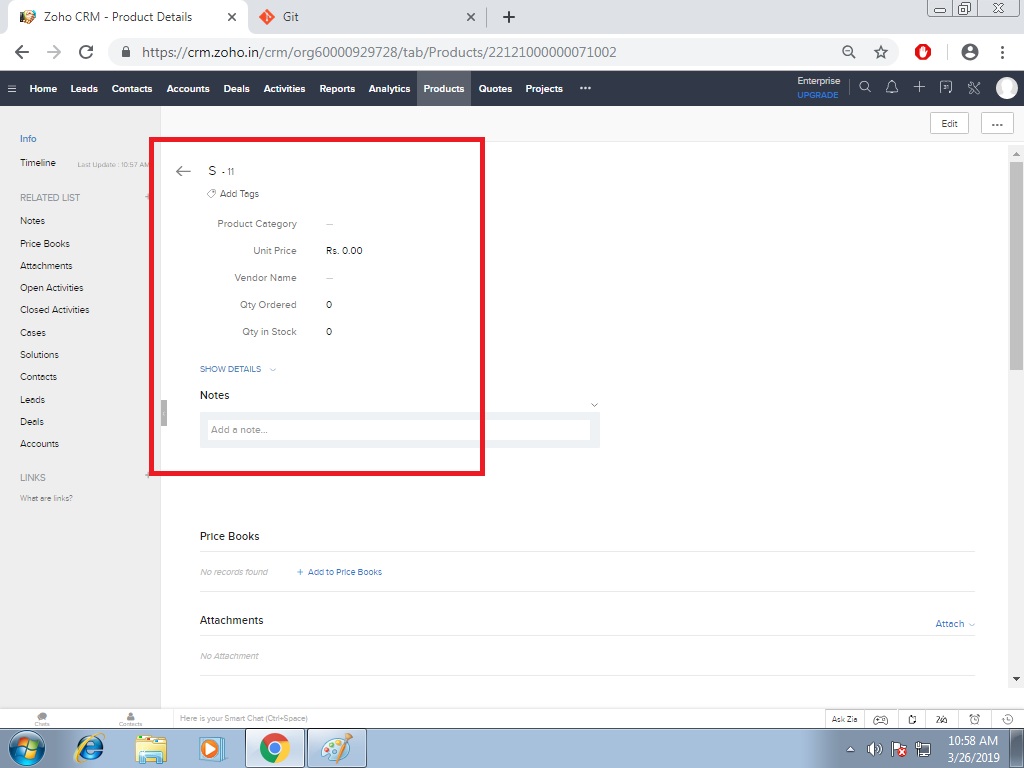 Zoho CRM - Product Details
Git
https://crm.zoho.in/crm/org60000929728/tab/Products/22121000000071002
Home Leads Contacts Accounts Deals Activities Reports Analytics Products Quotes Projects ...
Enterprise
UPGRADE
Edit
...
Info
Timeline
Last Update : 10:57 AM
RELATED LIST
Notes
Price Books
Attachments
Open Activities
Closed Activities
Cases
Solutions
Contacts
Leads
Deals
Accounts
LINKS
What are links?
S - 11
Add Tags
Product Category —
Unit Price Rs. 0.00
Vendor Name —
Qty Ordered 0
Qty in Stock 0
SHOW DETAILS
Notes
Add a note...
Price Books
No records found + Add to Price Books
Attachments
Attach
No Attachment
Chats
Contacts
Here is your Smart Chat (Ctrl+Space)
Ask Zia
10:58 AM
3/26/2019